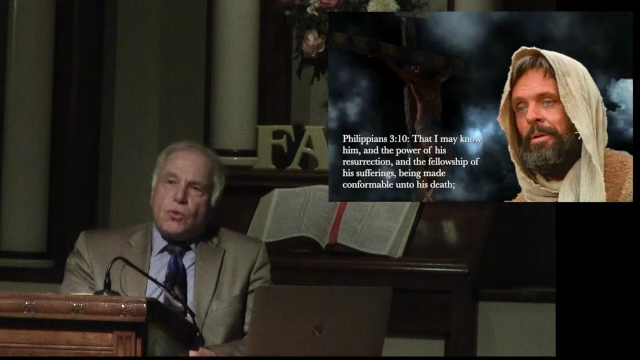 FA
Philippians 3:10: That I may know
him, and the power of his
resurrection, and the fellowship of
his sufferings, being made
conformable unto his death;